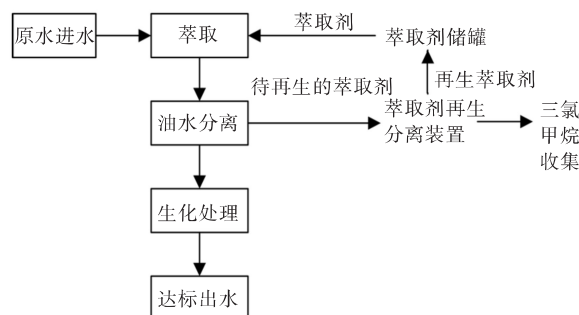 原水进水
萃取
萃取剂
萃取剂储罐
再生萃取剂
待再生的萃取剂
油水分离
萃取剂再生
分离装置
三氯
甲烷
收集
生化处理
达标出水